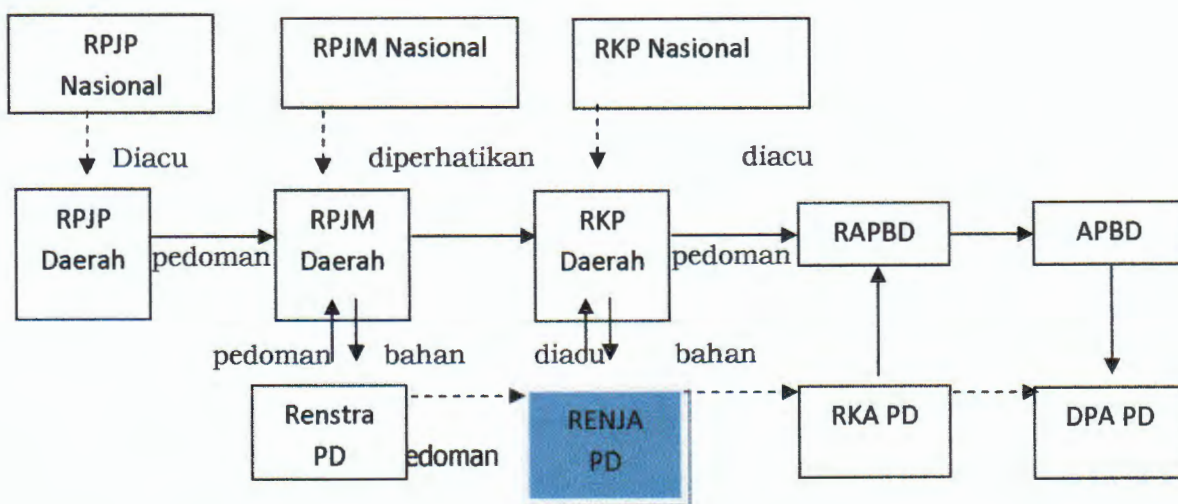 RPJP
Nasional
RPJM Nasional
RKP Nasional
Diacu
diperhatikan
diacu
RPJP
Daerah
pedoman
RPJM
Daerah
RKP
Daerah
pedoman
RAPBD
APBD
pedoman
bahan
diacu
bahan
Renstra
PD
edoman
RENJA
PD
RKA PD
DPA PD